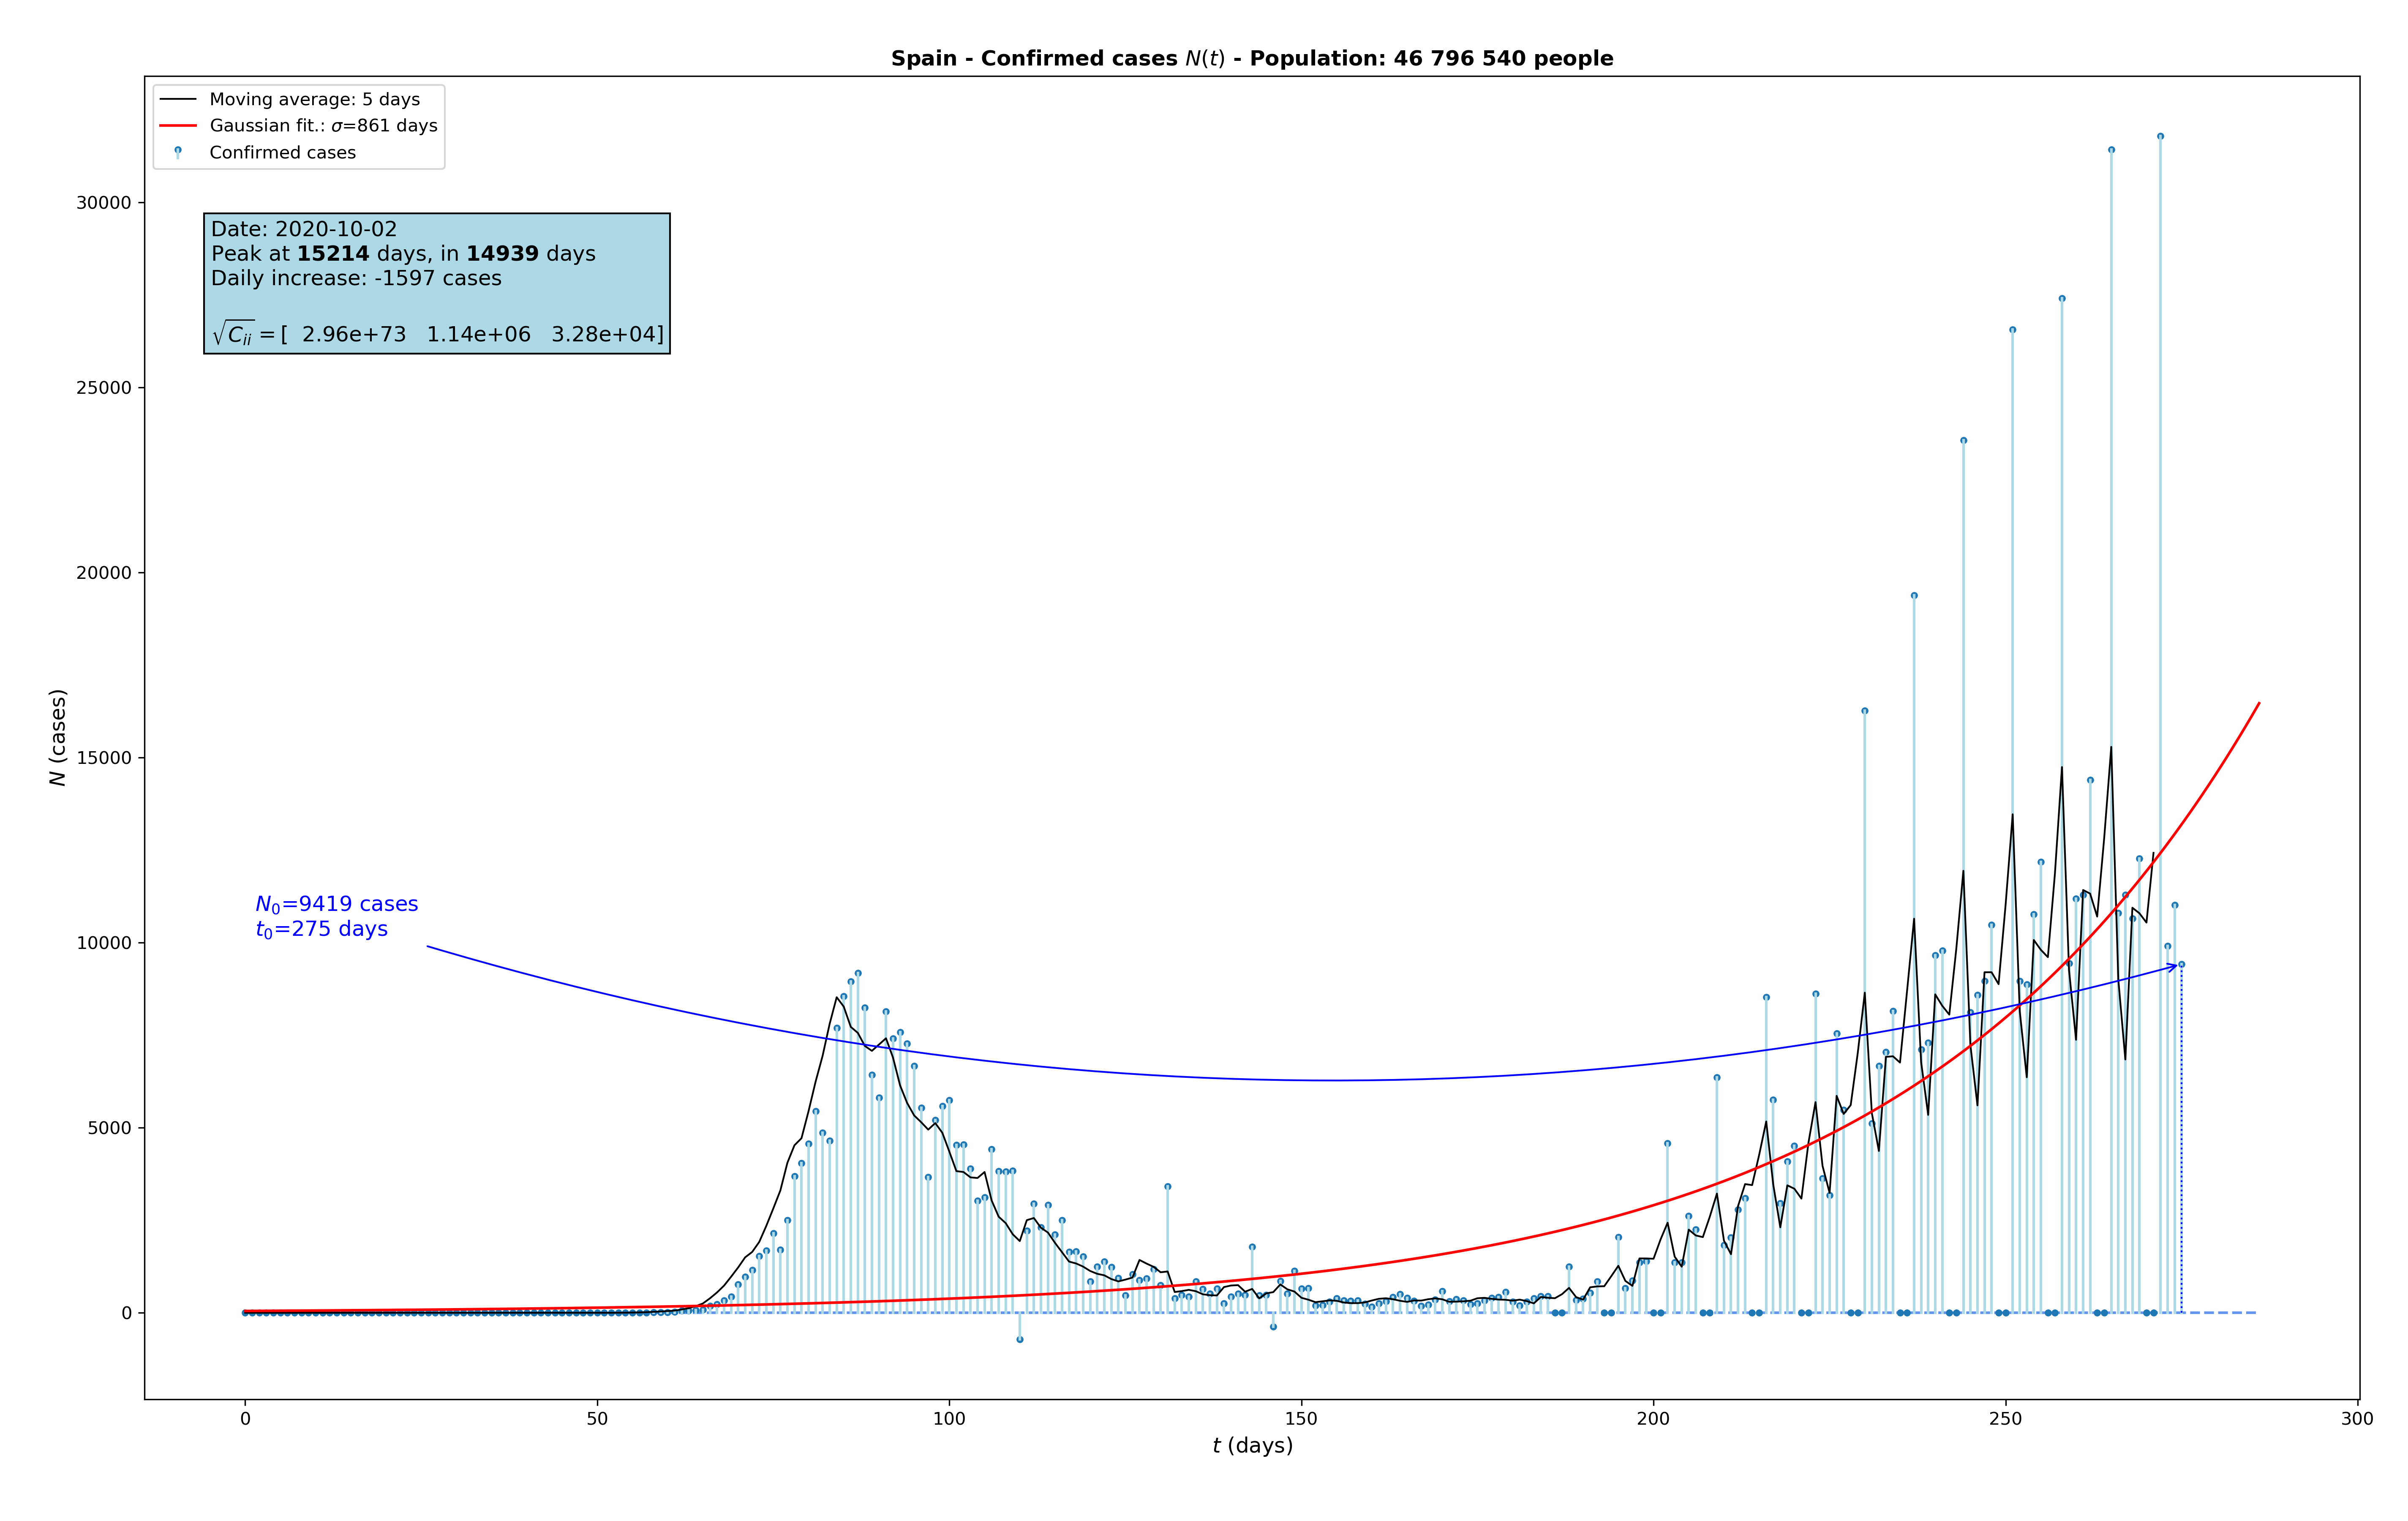 Spain - Confirmed cases N(t) - Population: 46 796 540 people
Moving average: 5 days
Gaussian fit.: σ=861 days
Confirmed cases
Date: 2020-10-02
Peak at 15214 days, in 14939 days
Daily increase: -1597 cases
√C_ii = [ 2.96e+73 1.14e+06 3.28e+04]
N_0=9419 cases
t_0=275 days
N (cases)
30000
25000
20000
15000
10000
5000
0
0 50 100 150 200 250 300
t (days)